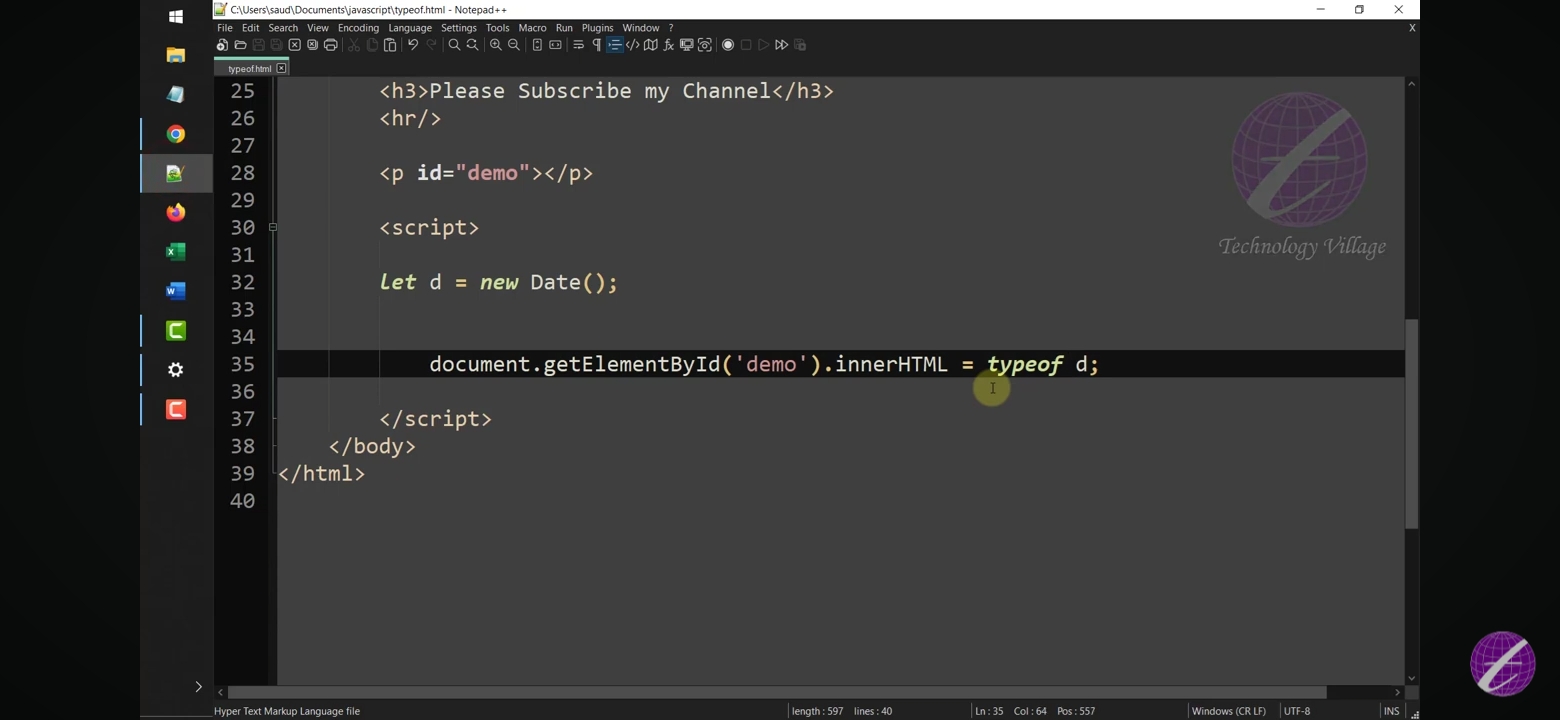 C:\Users\saud\Documents\javascript\typeof.html - Notepad++
File Edit Search View Encoding Language Settings Tools Macro Run Plugins Window ? X
typeof.html
25 <h3>Please Subscribe my Channel</h3>
26 <hr/>
27
28 <p id="demo"></p>
29
30 <script>
31
32 let d = new Date();
33
34
35 document.getElementById('demo').innerHTML = typeof d;
36
37 </script>
38 </body>
39 </html>
40
Technology Village
Hyper Text Markup Language file length : 597 lines : 40 Ln : 35 Col : 64 Pos : 557 Windows (CR LF) UTF-8 INS